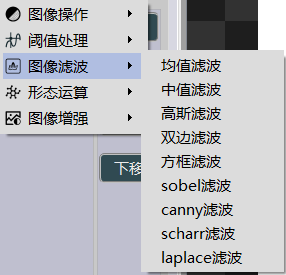 图像操作
阈值处理
图像滤波
形态运算
图像增强
均值滤波
中值滤波
高斯滤波
双边滤波
方框滤波
sobel滤波
canny滤波
scharr滤波
laplace滤波
下移